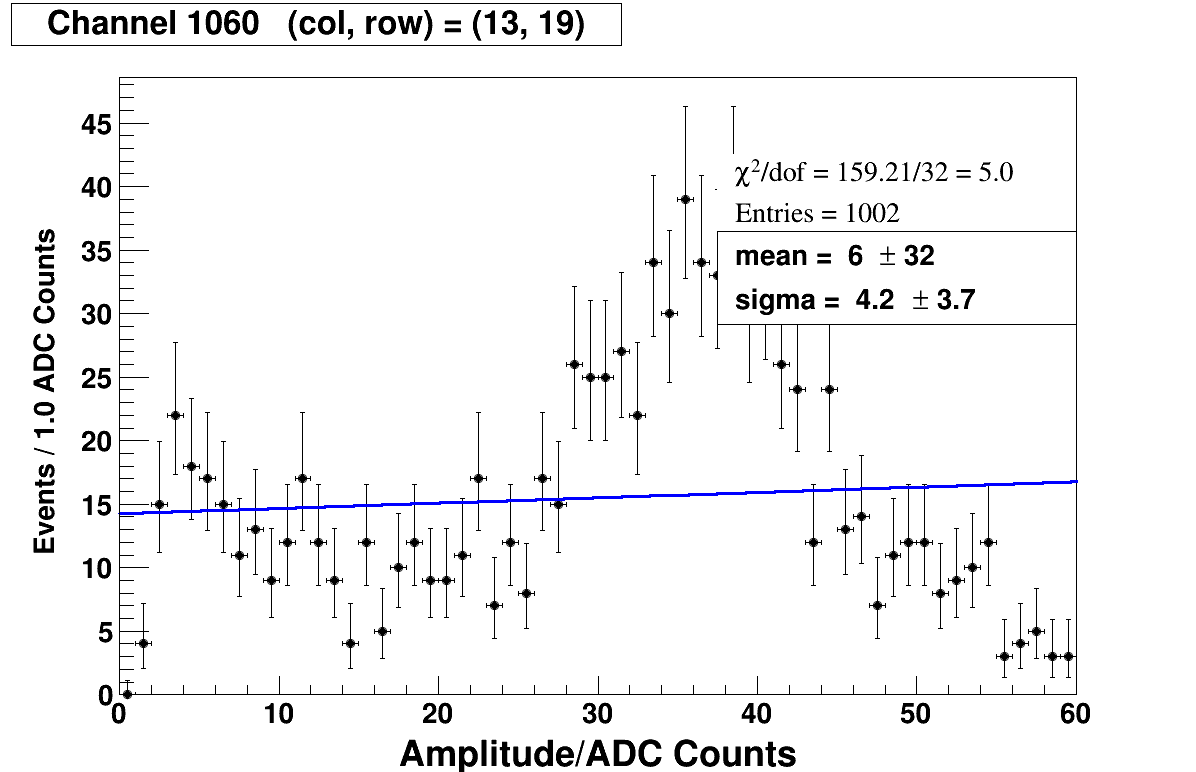 Channel 1060 (col, row) = (13, 19)
χ²/dof = 159.21/32 = 5.0
Entries = 1002
mean = 6 ± 32
sigma = 4.2 ± 3.7
Events / 1.0 ADC Counts
45
40
35
30
25
20
15
10
5
0
0 10 20 30 40 50 60
Amplitude/ADC Counts